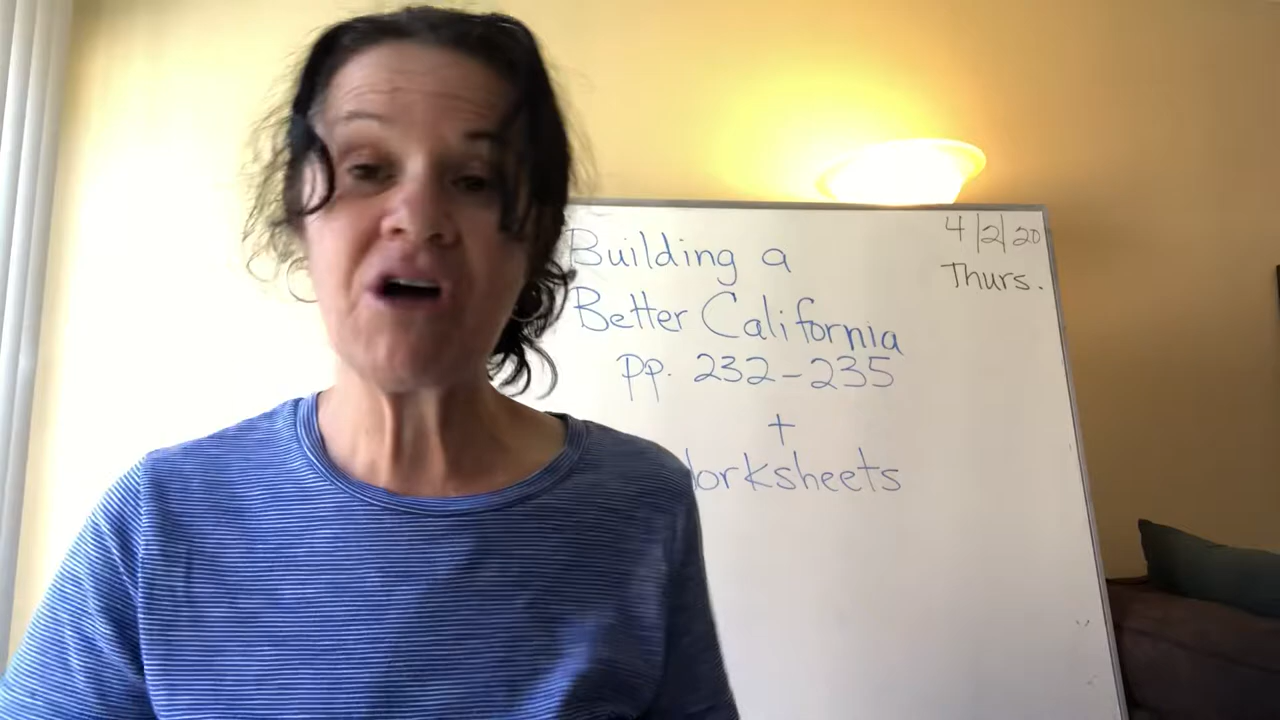 4/2/20
Thurs.
Building a
Better California
pp. 232-235
+
orksheets